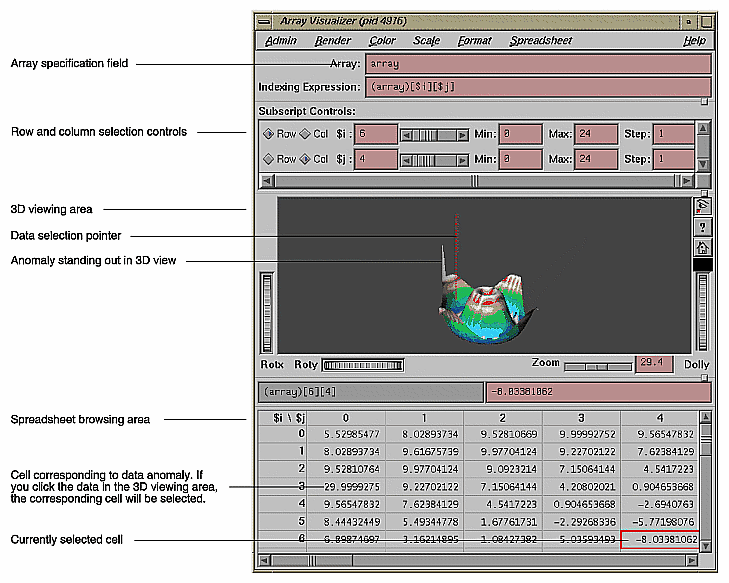 Array Visualizer (pid 4976)
Admin Render Color Scale Format Spreadsheet Help
Array specification field
Array: array
Indexing Expression: (array)[$i][$j]
Subscript Controls:
Row and column selection controls
Row Col $i : 6 Min: 0 Max: 24 Step: 1
Row Col $j : 4 Min: 0 Max: 24 Step: 1
3D viewing area
Data selection pointer
Anomaly standing out in 3D view
?
Rotx Roty Zoom 29.4 Dolly
(array)[6][4] -8.03381062
Spreadsheet browsing area
$i \ $j 0 1 2 3 4
0 5.52985477 8.02893734 9.52810669 9.99992752 9.56547832
1 8.02893734 9.61675739 9.97704124 9.22702122 7.62384129
2 9.52810764 9.97704124 9.0923214 7.15064144 4.5417223
3 29.9999275 9.22702122 7.15064144 4.20802021 0.904653668
4 9.56547832 7.62384129 4.5417223 0.904653668 -2.6940763
5 8.44432449 5.49344778 1.67761731 -2.29268336 -5.77198076
6 6.89874697 3.16214895 1.08427382 5.03593493 -8.03381062
Cell corresponding to data anomaly. If
you click the data in the 3D viewing area,
the corresponding cell will be selected.
Currently selected cell